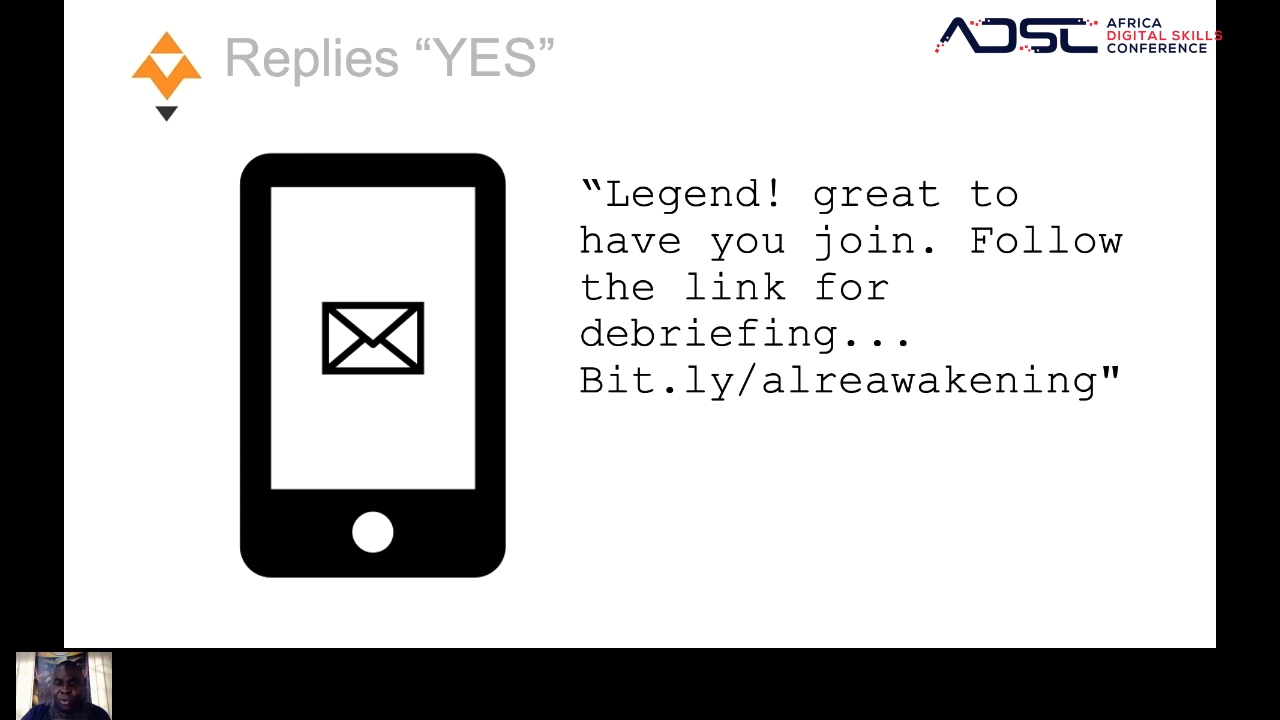 Replies “YES”
ADSC
AFRICA
DIGITAL SKILLS
CONFERENCE
“Legend! great to
have you join. Follow
the link for
debriefing...
Bit.ly/alreawakening"